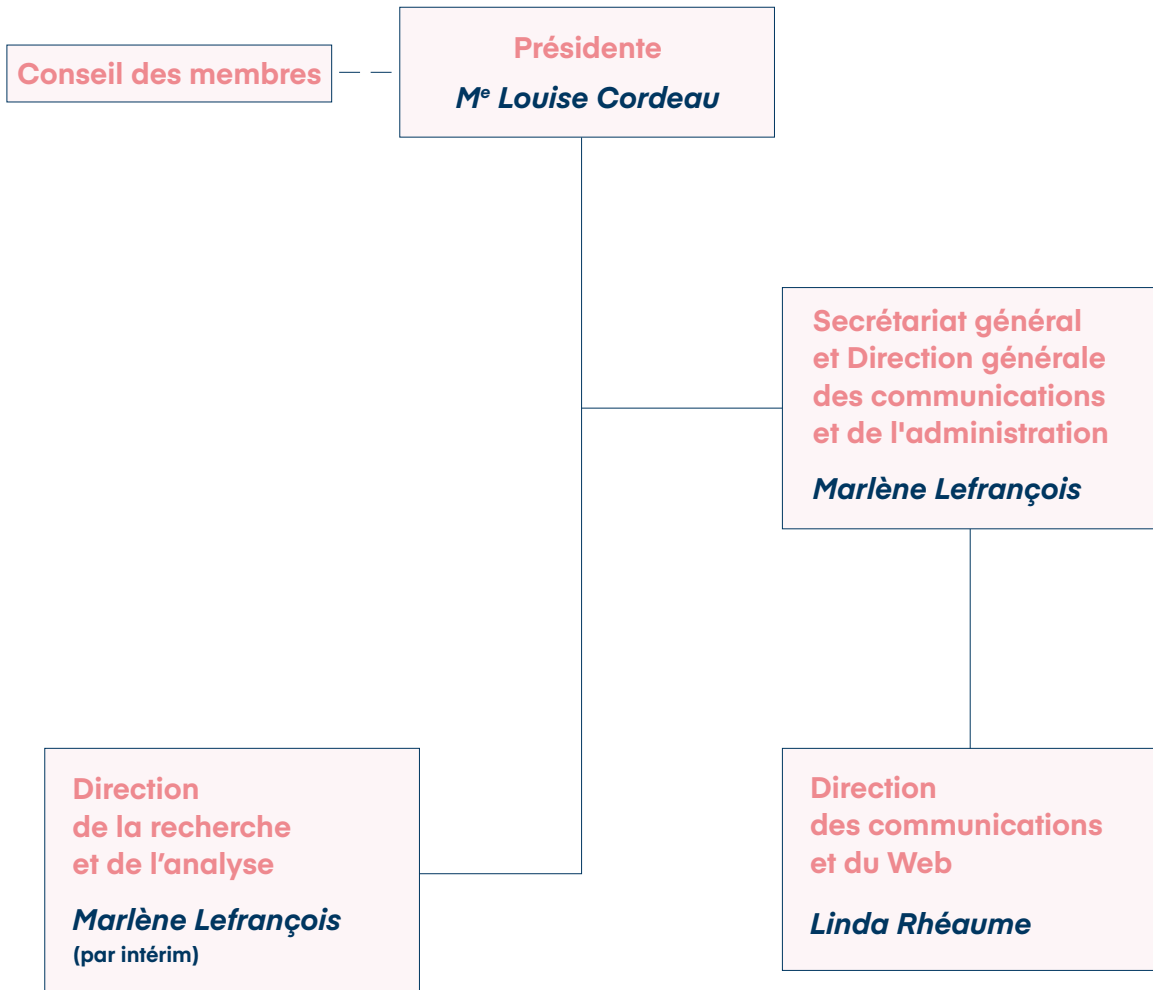 Présidente
Mᵉ Louise Cordeau
Conseil des membres
Secrétariat général
et Direction générale
des communications
et de l'administration
Marlène Lefrançois
Direction
de la recherche
et de l’analyse
Marlène Lefrançois
(par intérim)
Direction
des communications
et du Web
Linda Rhéaume